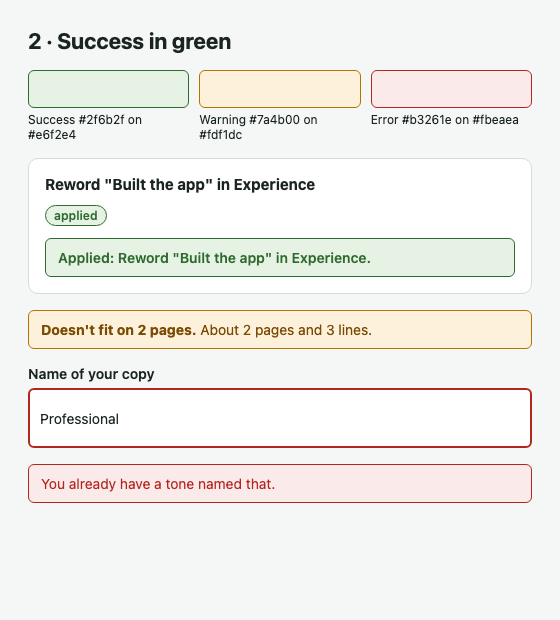 2 · Success in green
Success #2f6b2f on
#e6f2e4
Warning #7a4b00 on
#fdf1dc
Error #b3261e on #fbeaea
Reword "Built the app" in Experience
applied
Applied: Reword "Built the app" in Experience.
Doesn't fit on 2 pages. About 2 pages and 3 lines.
Name of your copy
Professional
You already have a tone named that.